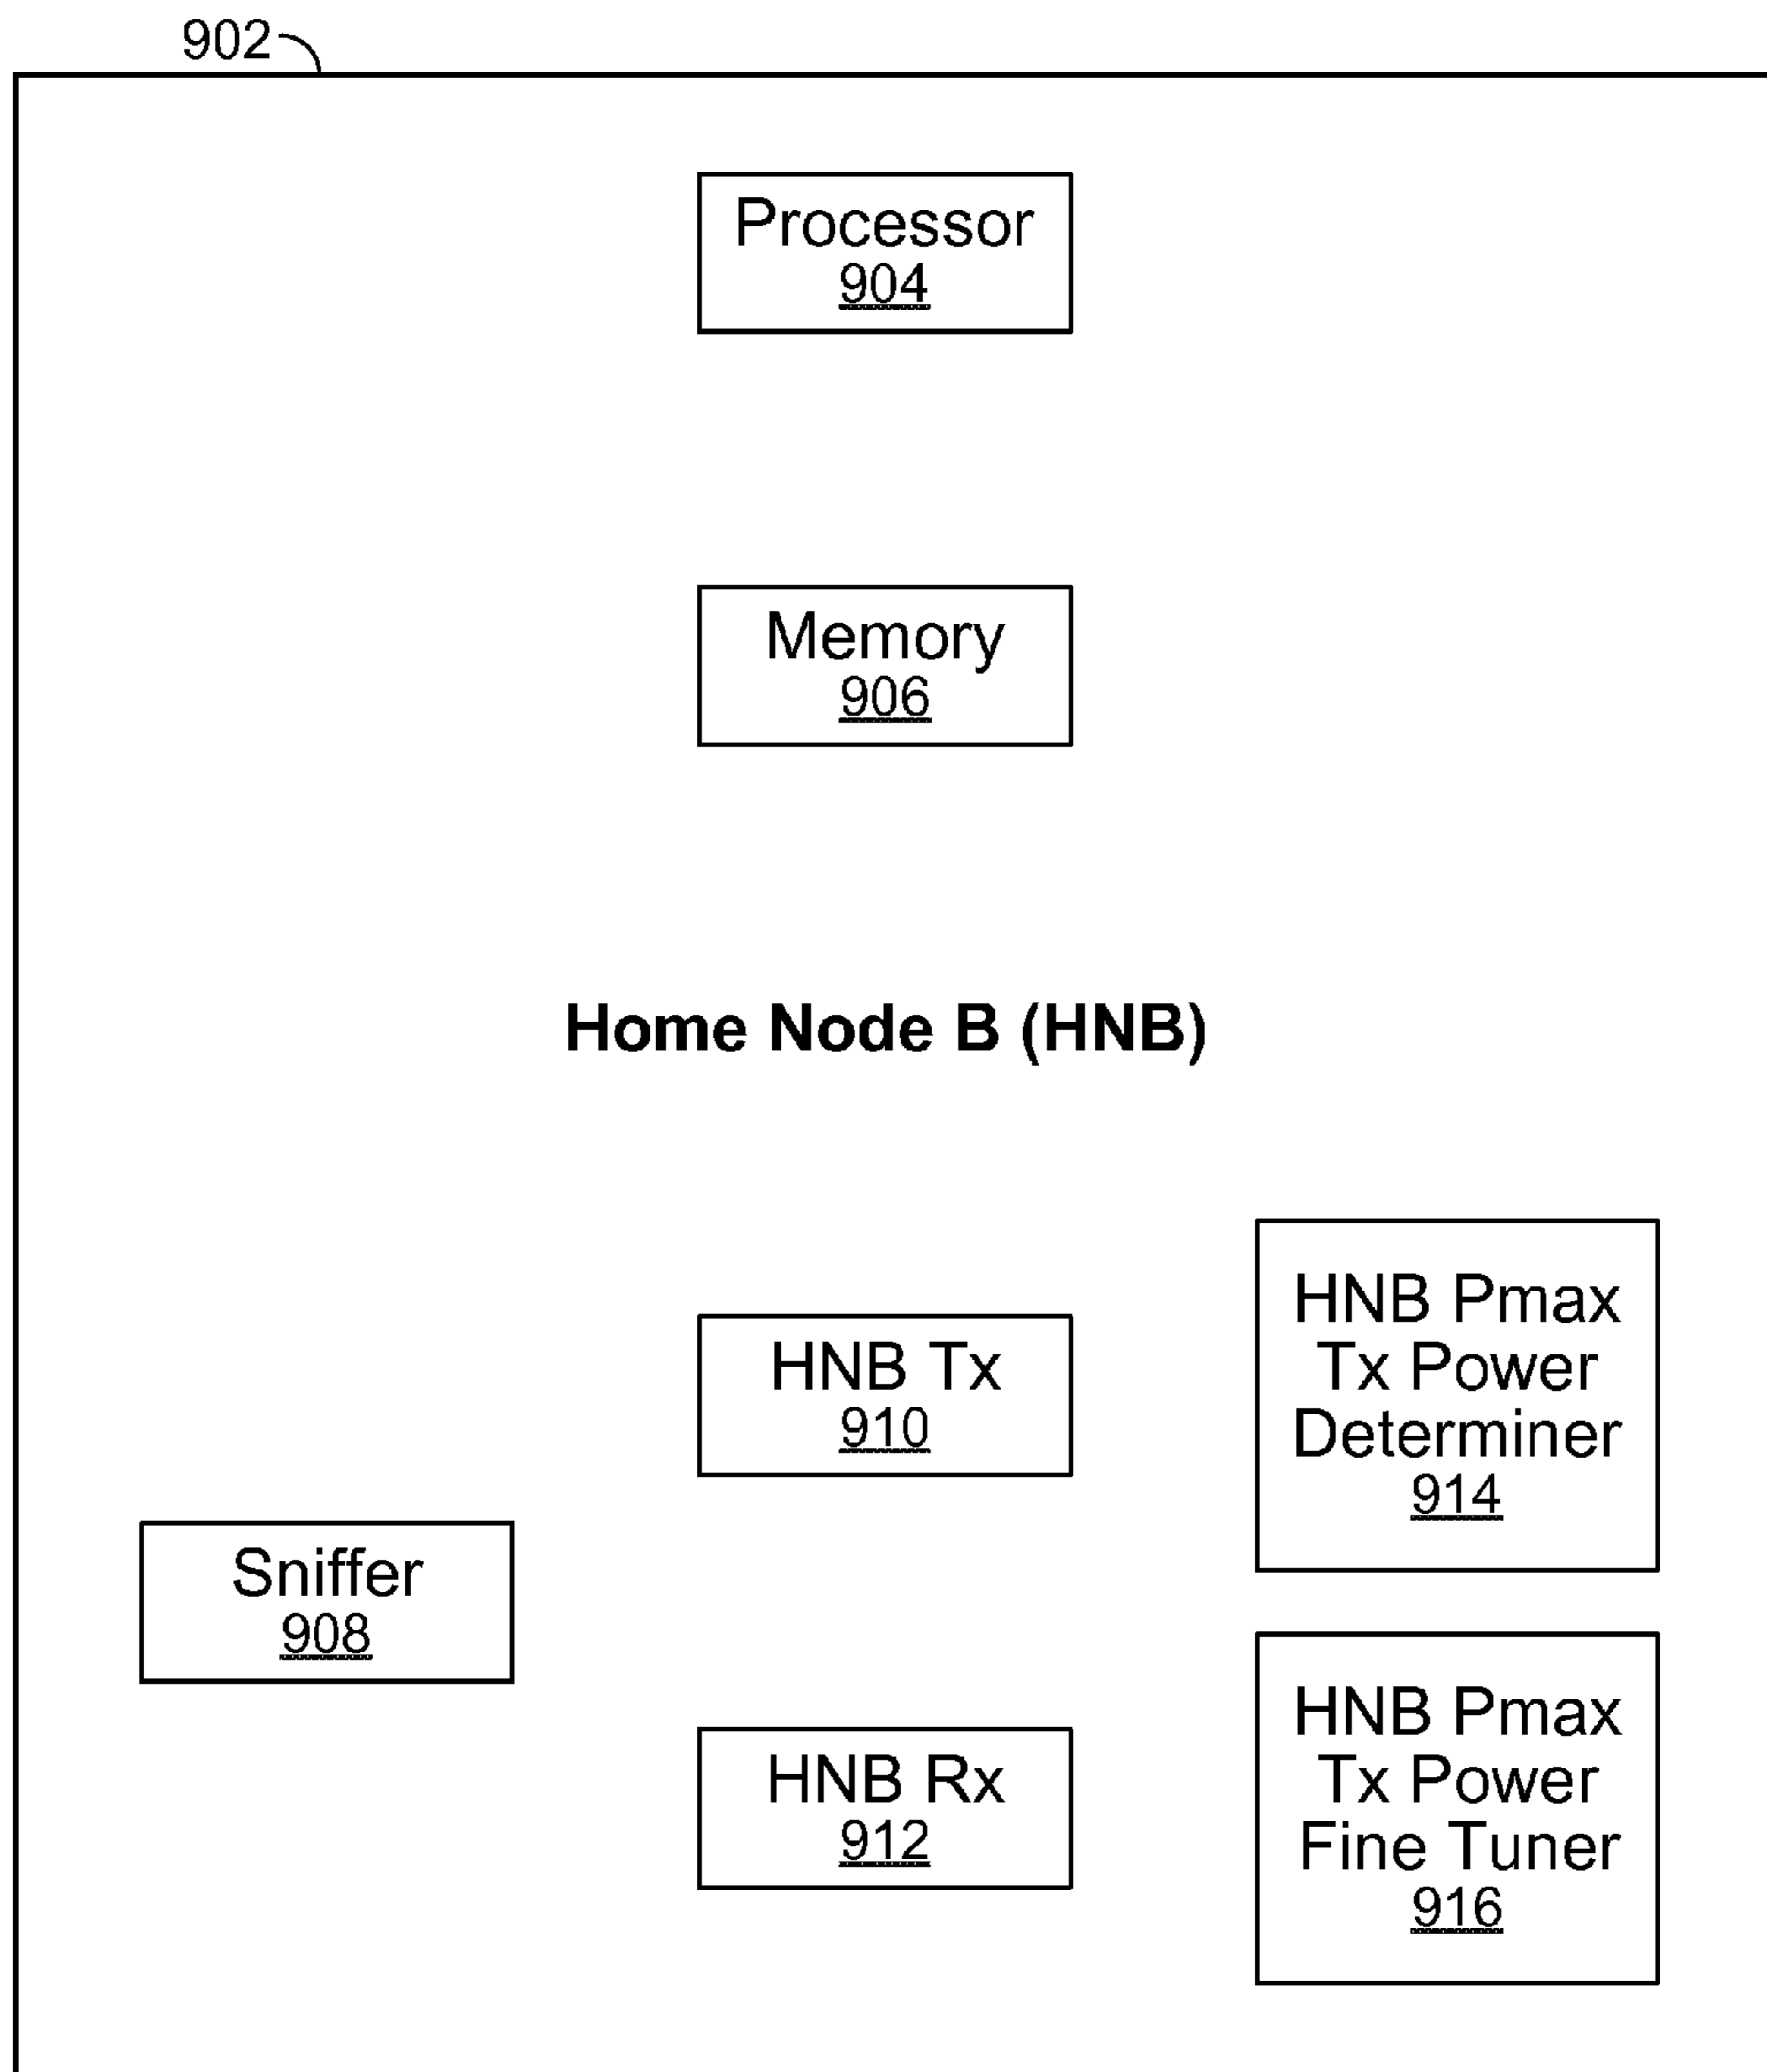 902
Processor
904
Memory
906
Home Node B (HNB)
HNB Tx
910
HNB Pmax
Tx Power
Determiner
914
Sniffer
908
HNB Rx
912
HNB Pmax
Tx Power
Fine Tuner
916